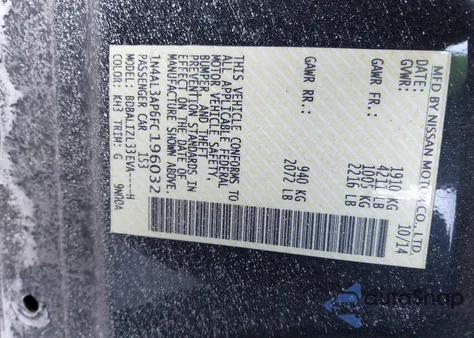 MFD BY NISSAN MOTOR CO., LTD.
DATE: 10/14
GVWR: 1910 KG
4211 LB
GAWR FR: 1005 KG
2216 LB
GAWR RR: 940 KG
2072 LB
THIS VEHICLE CONFORMS TO
ALL APPLICABLE FEDERAL
MOTOR VEHICLE SAFETY,
BUMPER, AND THEFT
PREVENTION STANDARDS IN
EFFECT ON THE DATE OF
MANUFACTURE SHOWN ABOVE.
1N4AL3AP6FC196032
PASSENGER CAR 153
MODEL: BDBALVZL33EVA----H
COLOR: KH3 TRIM: G 9WDDA
autoSnap